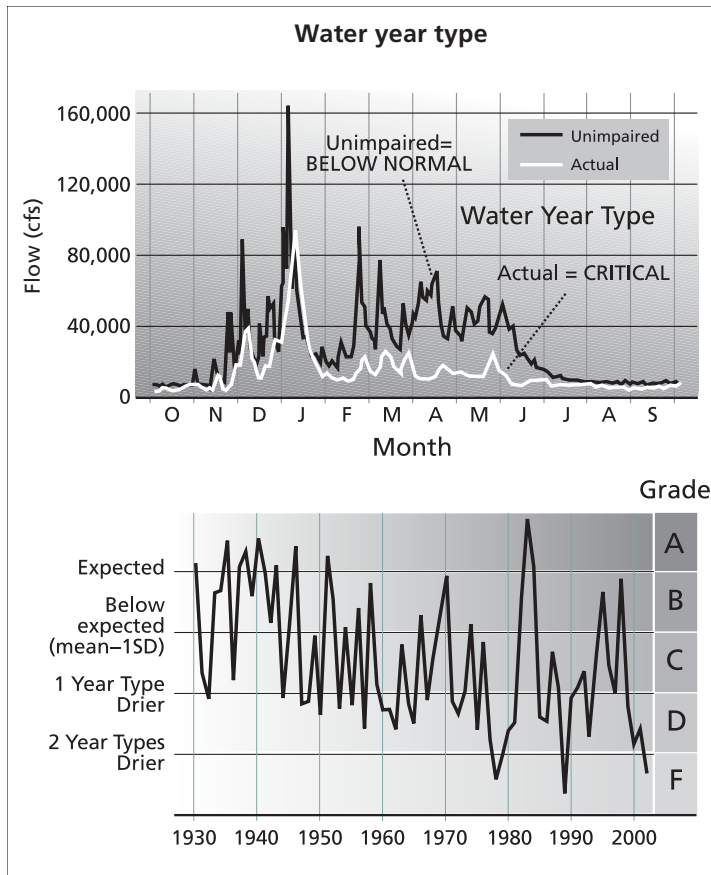 Water year type
160,000
120,000
80,000
40,000
0
Flow (cfs)
Unimpaired=
BELOW NORMAL
Unimpaired
Actual
Water Year Type
Actual = CRITICAL
O N D J F M A M J J A S
Month
Grade
Expected
Below
expected
(mean–1SD)
1 Year Type
Drier
2 Year Types
Drier
A
B
C
D
F
1930 1940 1950 1960 1970 1980 1990 2000